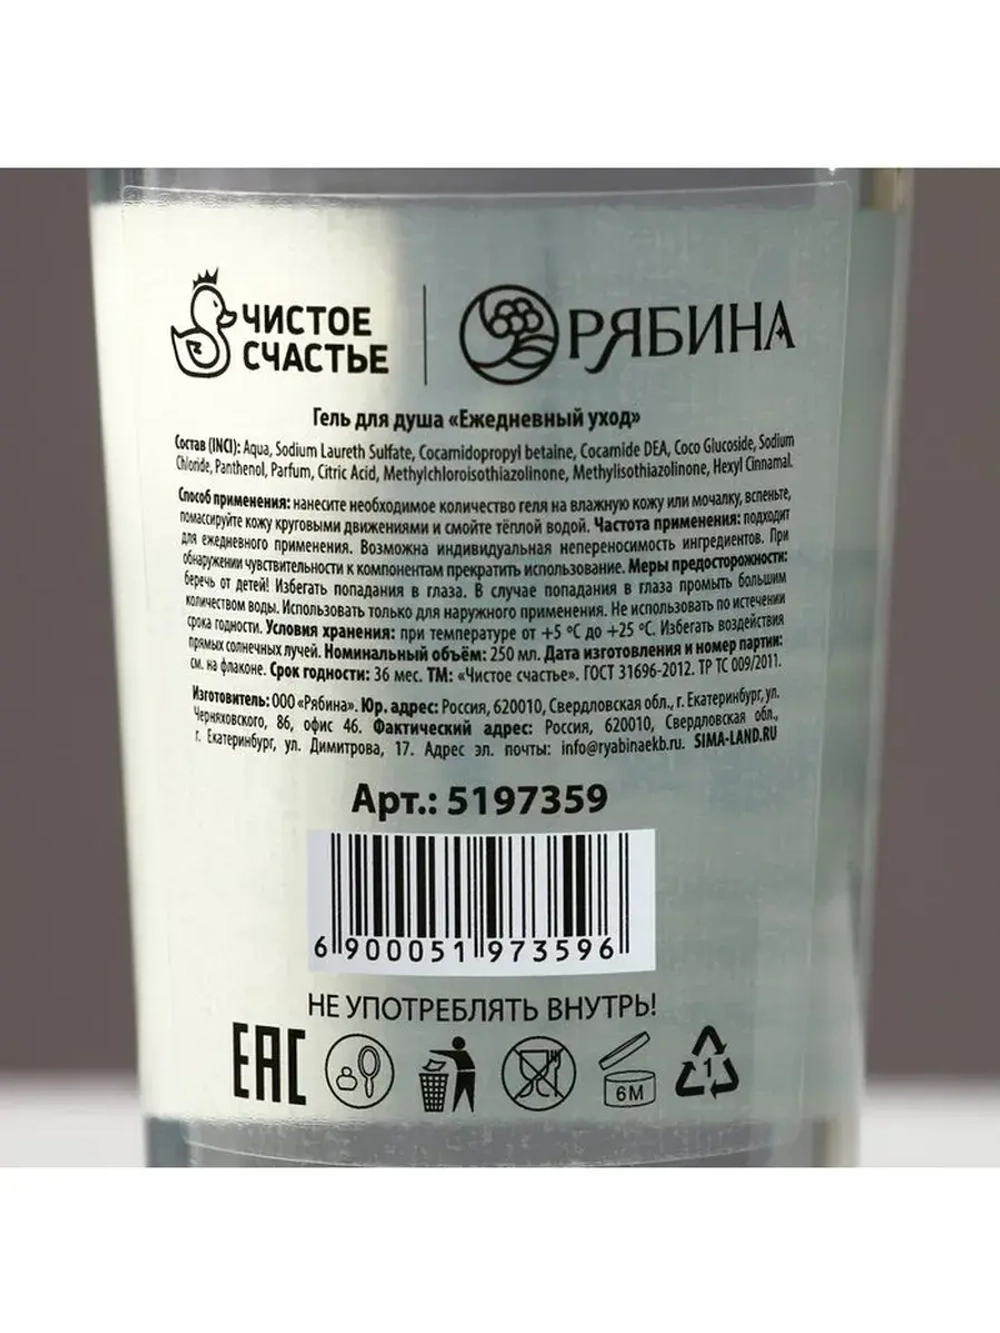 ЧИСТОЕ
СЧАСТЬЕ
РЯБИНА
Гель для душа «Ежедневный уход»
Состав (INCI): Aqua, Sodium Laureth Sulfate, Cocamidopropyl betaine, Cocamide DEA, Coco Glucoside, Sodium
Chloride, Panthenol, Parfum, Citric Acid, Methylchloroisothiazolinone, Methylisothiazolinone, Hexyl Cinnamal.
Способ применения: нанесите необходимое количество геля на влажную кожу или мочалку, вспеньте,
помассируйте кожу круговыми движениями и смойте тёплой водой. Частота применения: подходит
для ежедневного применения. Возможна индивидуальная непереносимость ингредиентов. При
обнаружении чувствительности к компонентам прекратить использование. Меры предосторожности:
беречь от детей! Избегать попадания в глаза. В случае попадания в глаза промыть большим
количеством воды. Использовать только для наружного применения. Не использовать по истечении
срока годности. Условия хранения: при температуре от +5 ºС до +25 ºС. Избегать воздействия
прямых солнечных лучей. Номинальный объём: 250 мл. Дата изготовления и номер партии:
см. на флаконе. Срок годности: 36 мес. ТМ: «Чистое счастье». ГОСТ 31696-2012. ТР ТС 009/2011.
Изготовитель: ООО «Рябина». Юр. адрес: Россия, 620010, Свердловская обл., г. Екатеринбург, ул.
Черняховского, 86, офис 46. Фактический адрес: Россия, 620010, Свердловская обл.,
г. Екатеринбург, ул. Димитрова, 17. Адрес эл. почты: info@ryabinaekb.ru. SIMA-LAND.RU
Арт.: 5197359
6 900051 973596
НЕ УПОТРЕБЛЯТЬ ВНУТРЬ!
EAC
6М
1